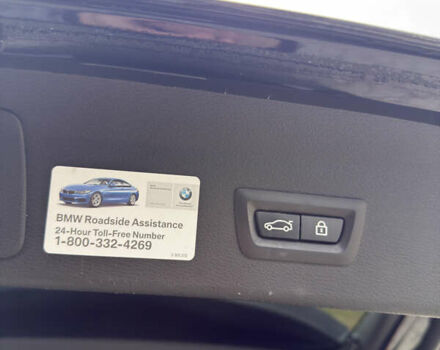 BMW Roadside Assistance
24-Hour Toll-Free Number
1-800-332-4269